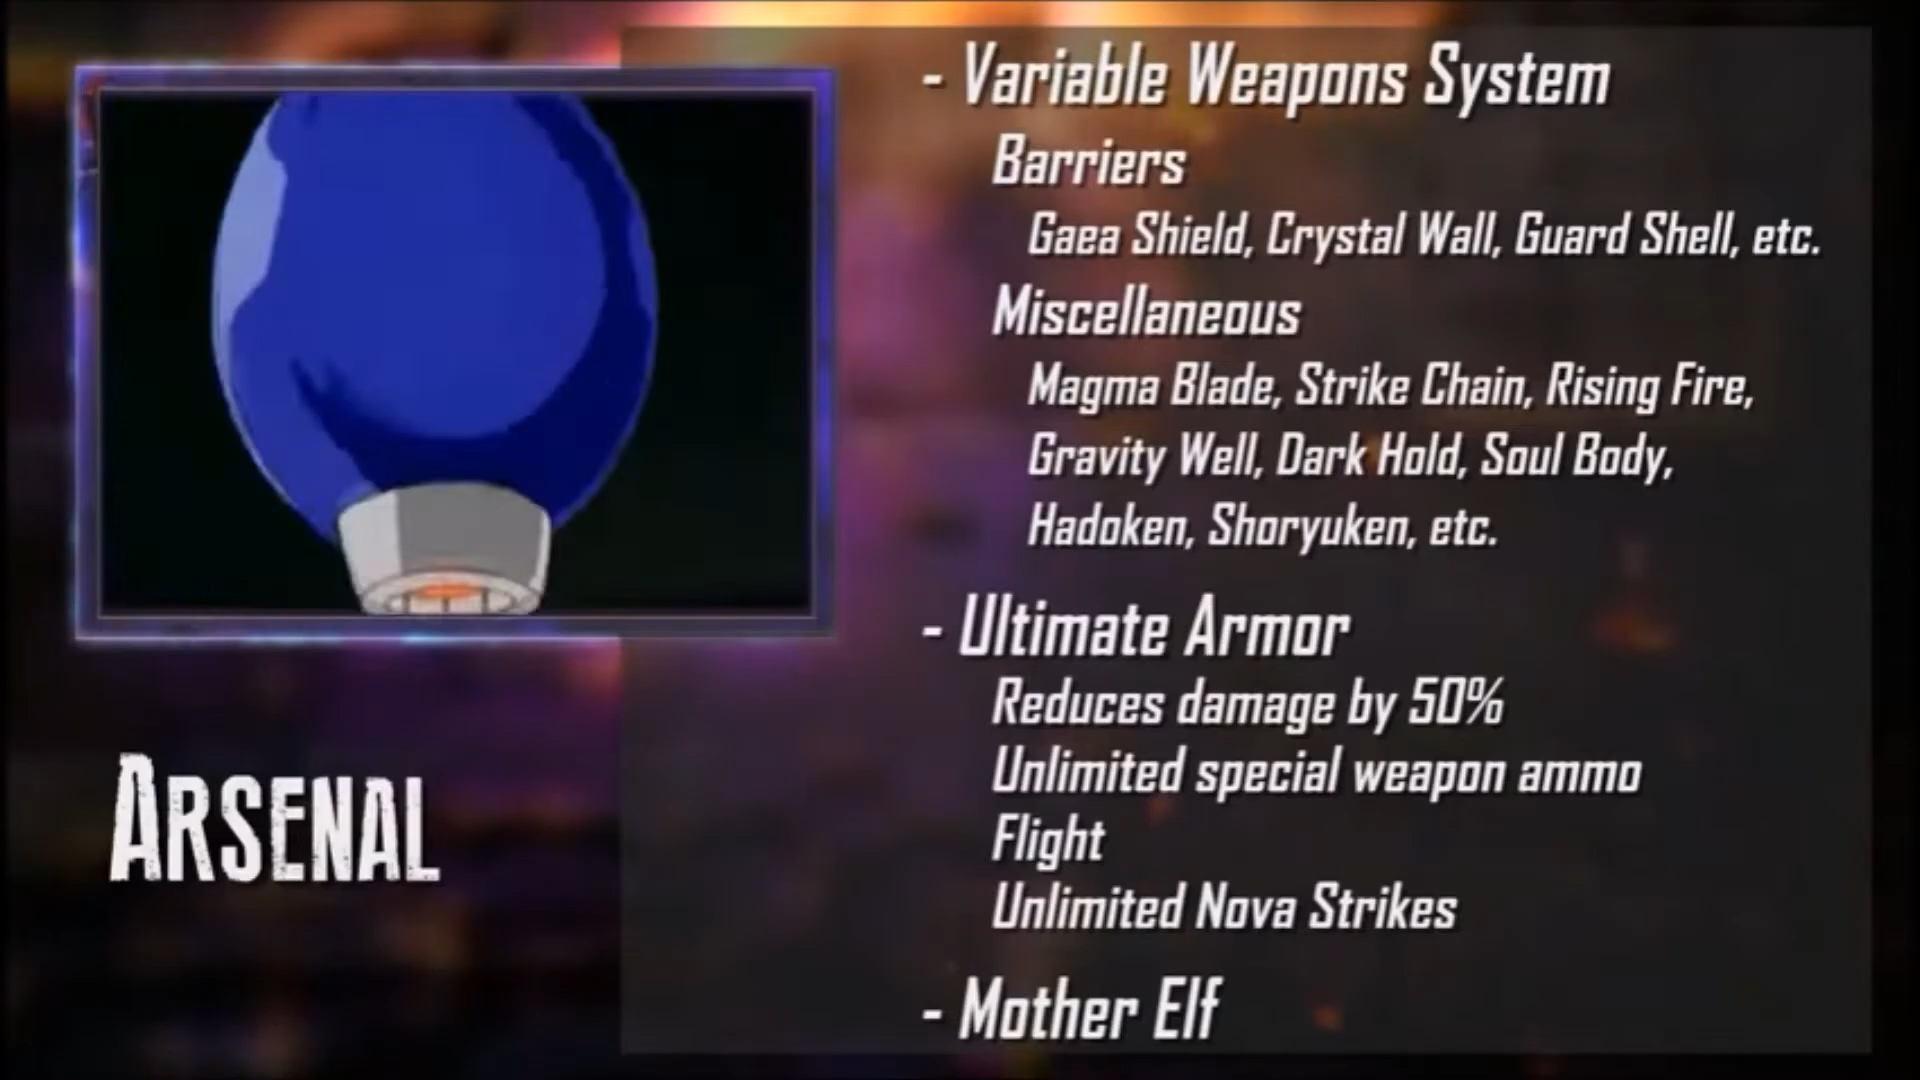 ARSENAL
- Variable Weapons System
Barriers
Gaea Shield, Crystal Wall, Guard Shell, etc.
Miscellaneous
Magma Blade, Strike Chain, Rising Fire,
Gravity Well, Dark Hold, Soul Body,
Hadoken, Shoryuken, etc.
- Ultimate Armor
Reduces damage by 50%
Unlimited special weapon ammo
Flight
Unlimited Nova Strikes
- Mother Elf